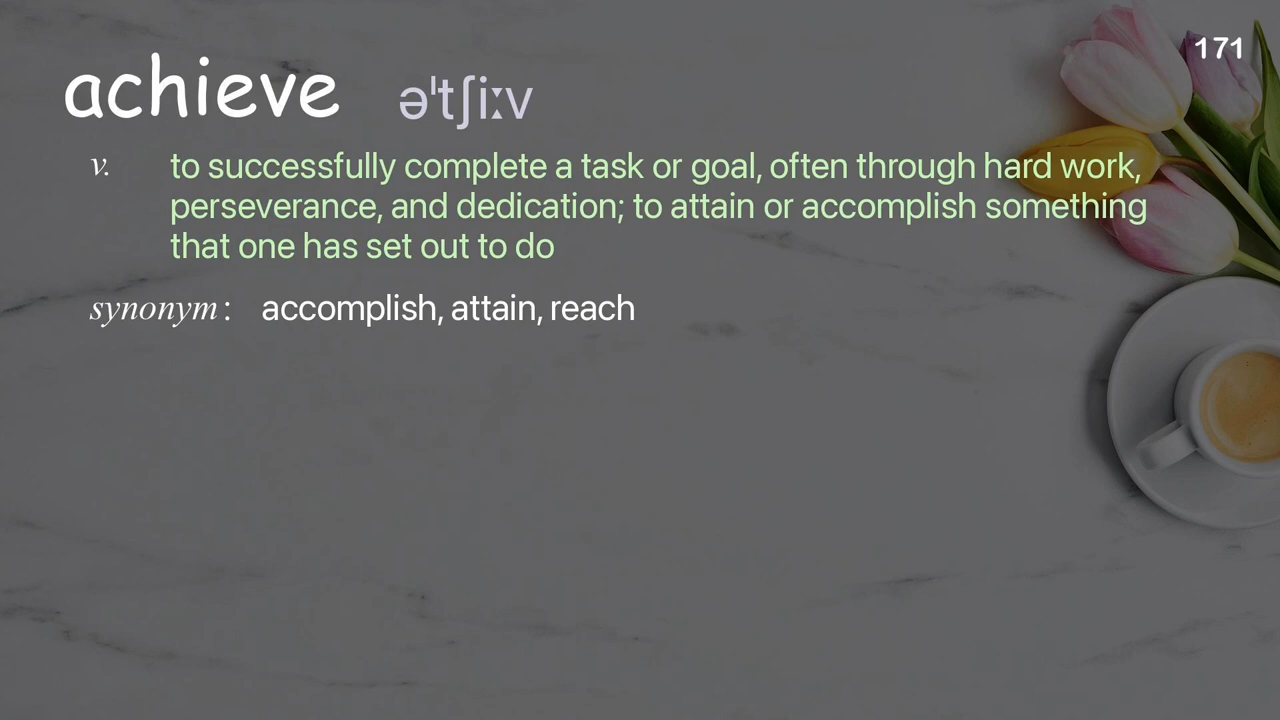 171
achieve əˈtʃiːv
v. to successfully complete a task or goal, often through hard work,
perseverance, and dedication; to attain or accomplish something
that one has set out to do
synonym: accomplish, attain, reach